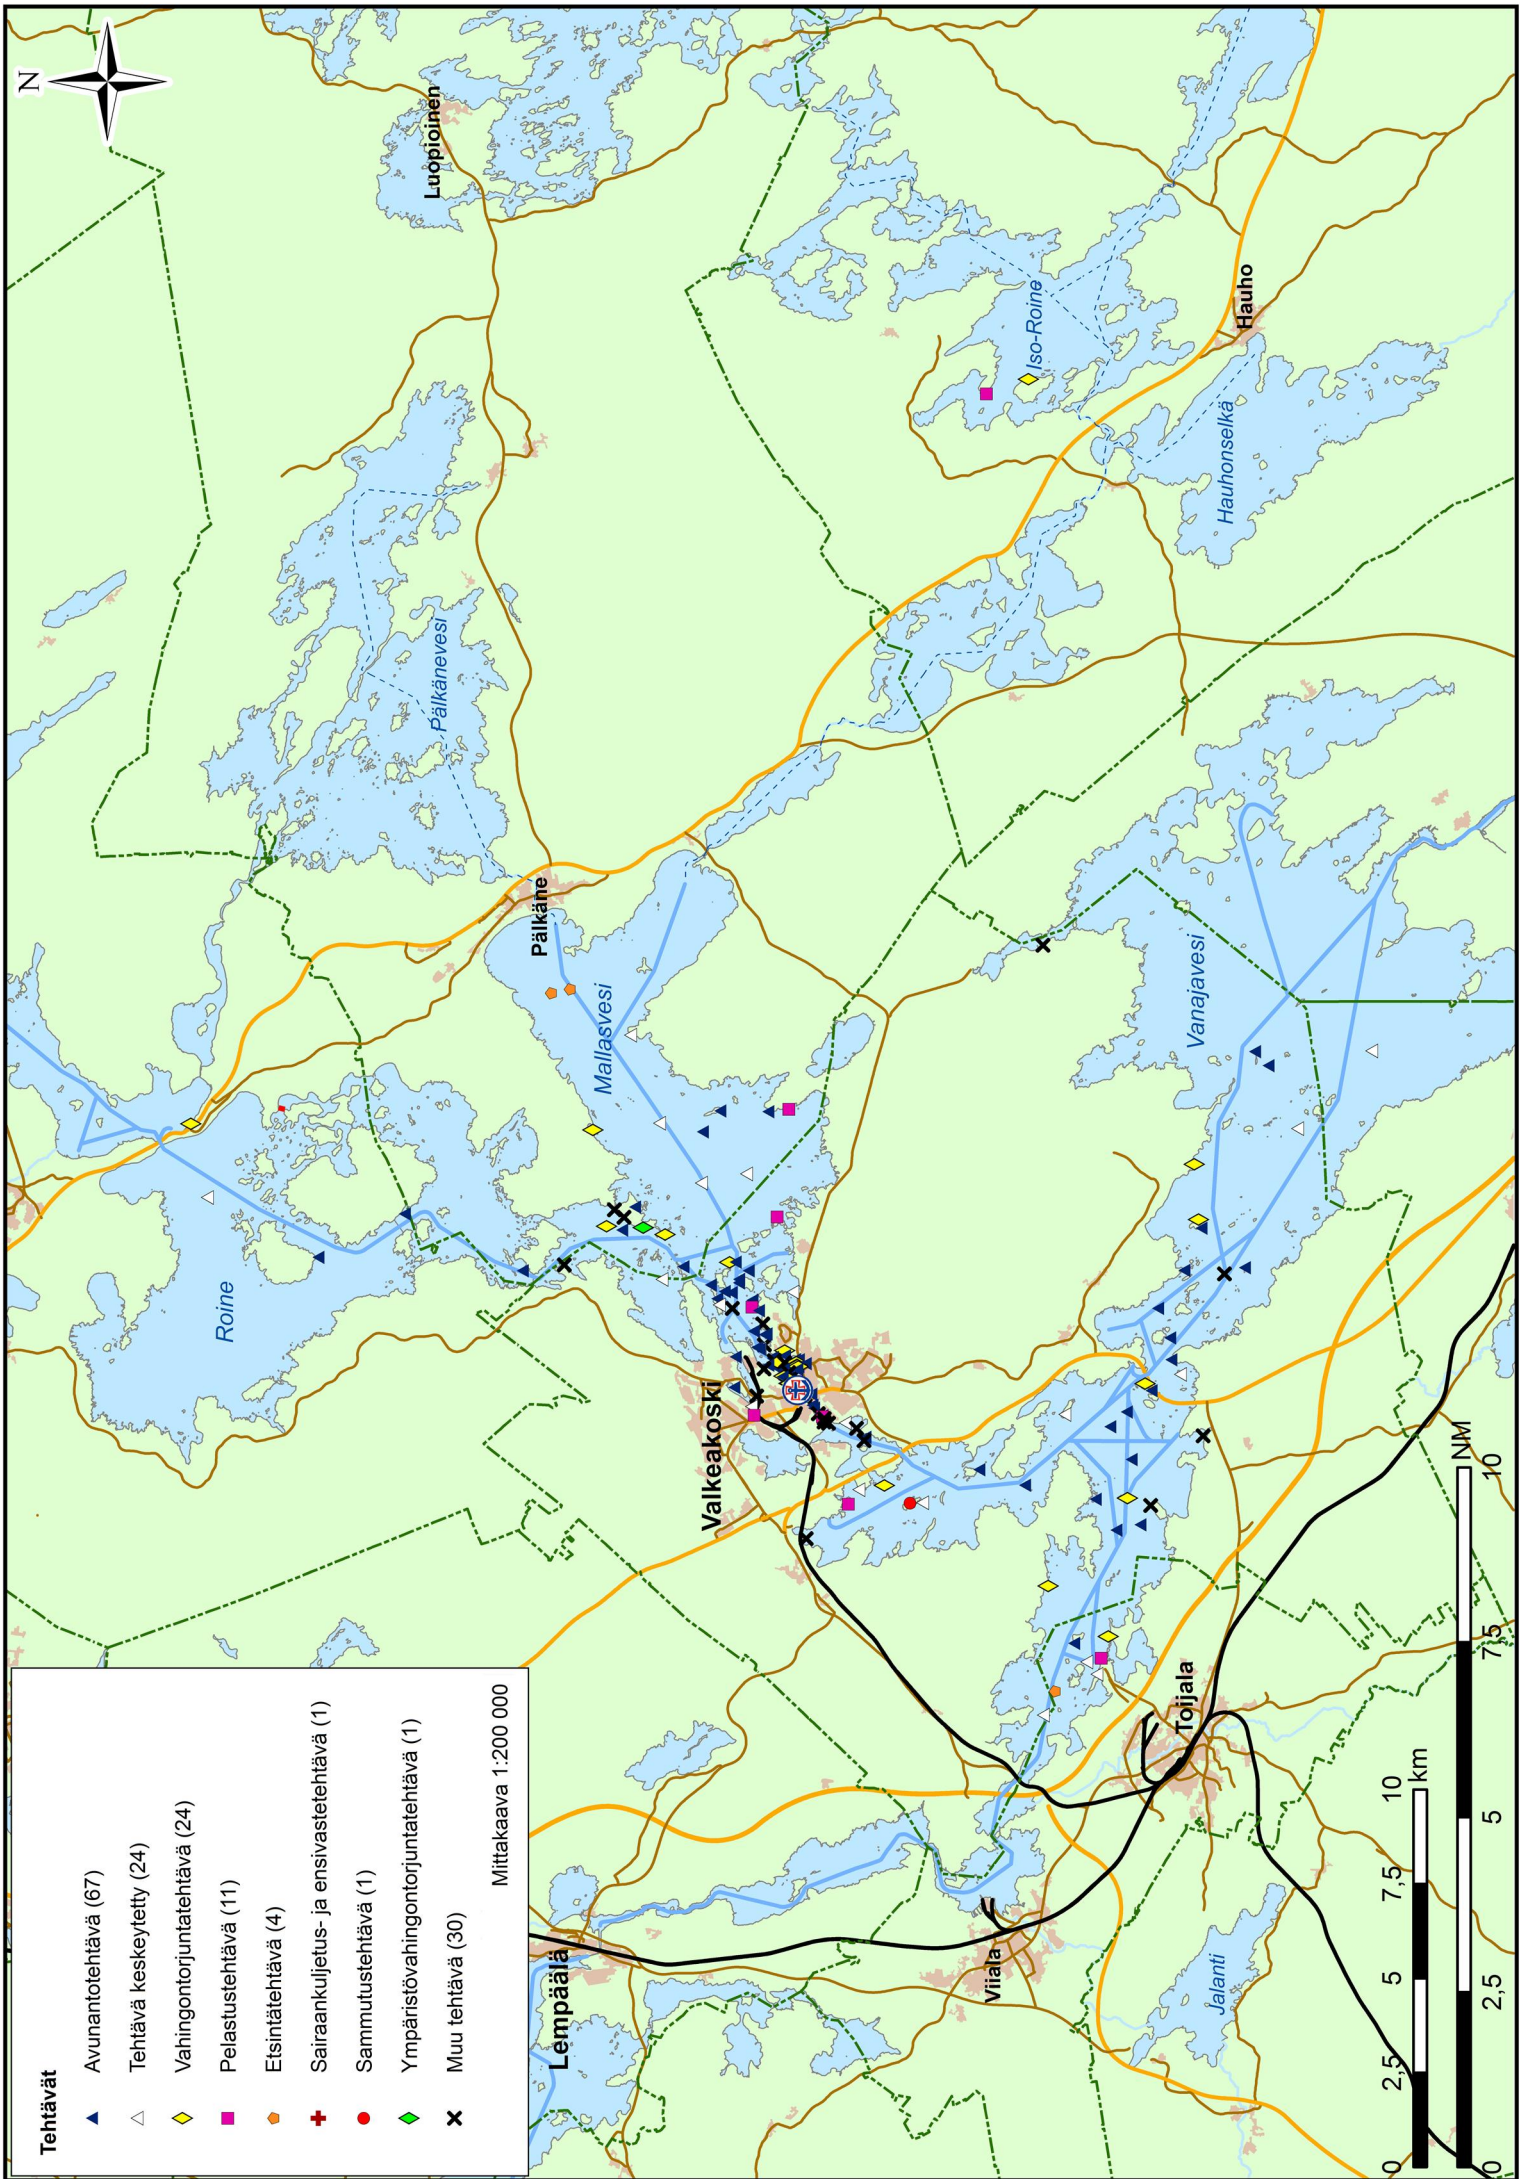 Tehtävät
Avunantotehtävä (67)
Tehtävä keskeytetty (24)
Vahingontorjuntatehtävä (24)
Pelastustehtävä (11)
Etsintätehtävä (4)
Sairaankuljetus- ja ensivastetehtävä (1)
Sammutustehtävä (1)
Ympäristövahingontorjuntatehtävä (1)
Muu tehtävä (30)
Mittakaava 1:200 000
N
Luopioinen
Pälkänevesi
Pälkäne
Mallasvesi
Roine
Iso-Roine
Hauho
Hauhonselkä
Valkeakoski
Vanajavesi
Lempäälä
Viiala
Toijala
Jalanti
0 2,5 5 7,5 10 km
0 2,5 5 7,5 10 NM